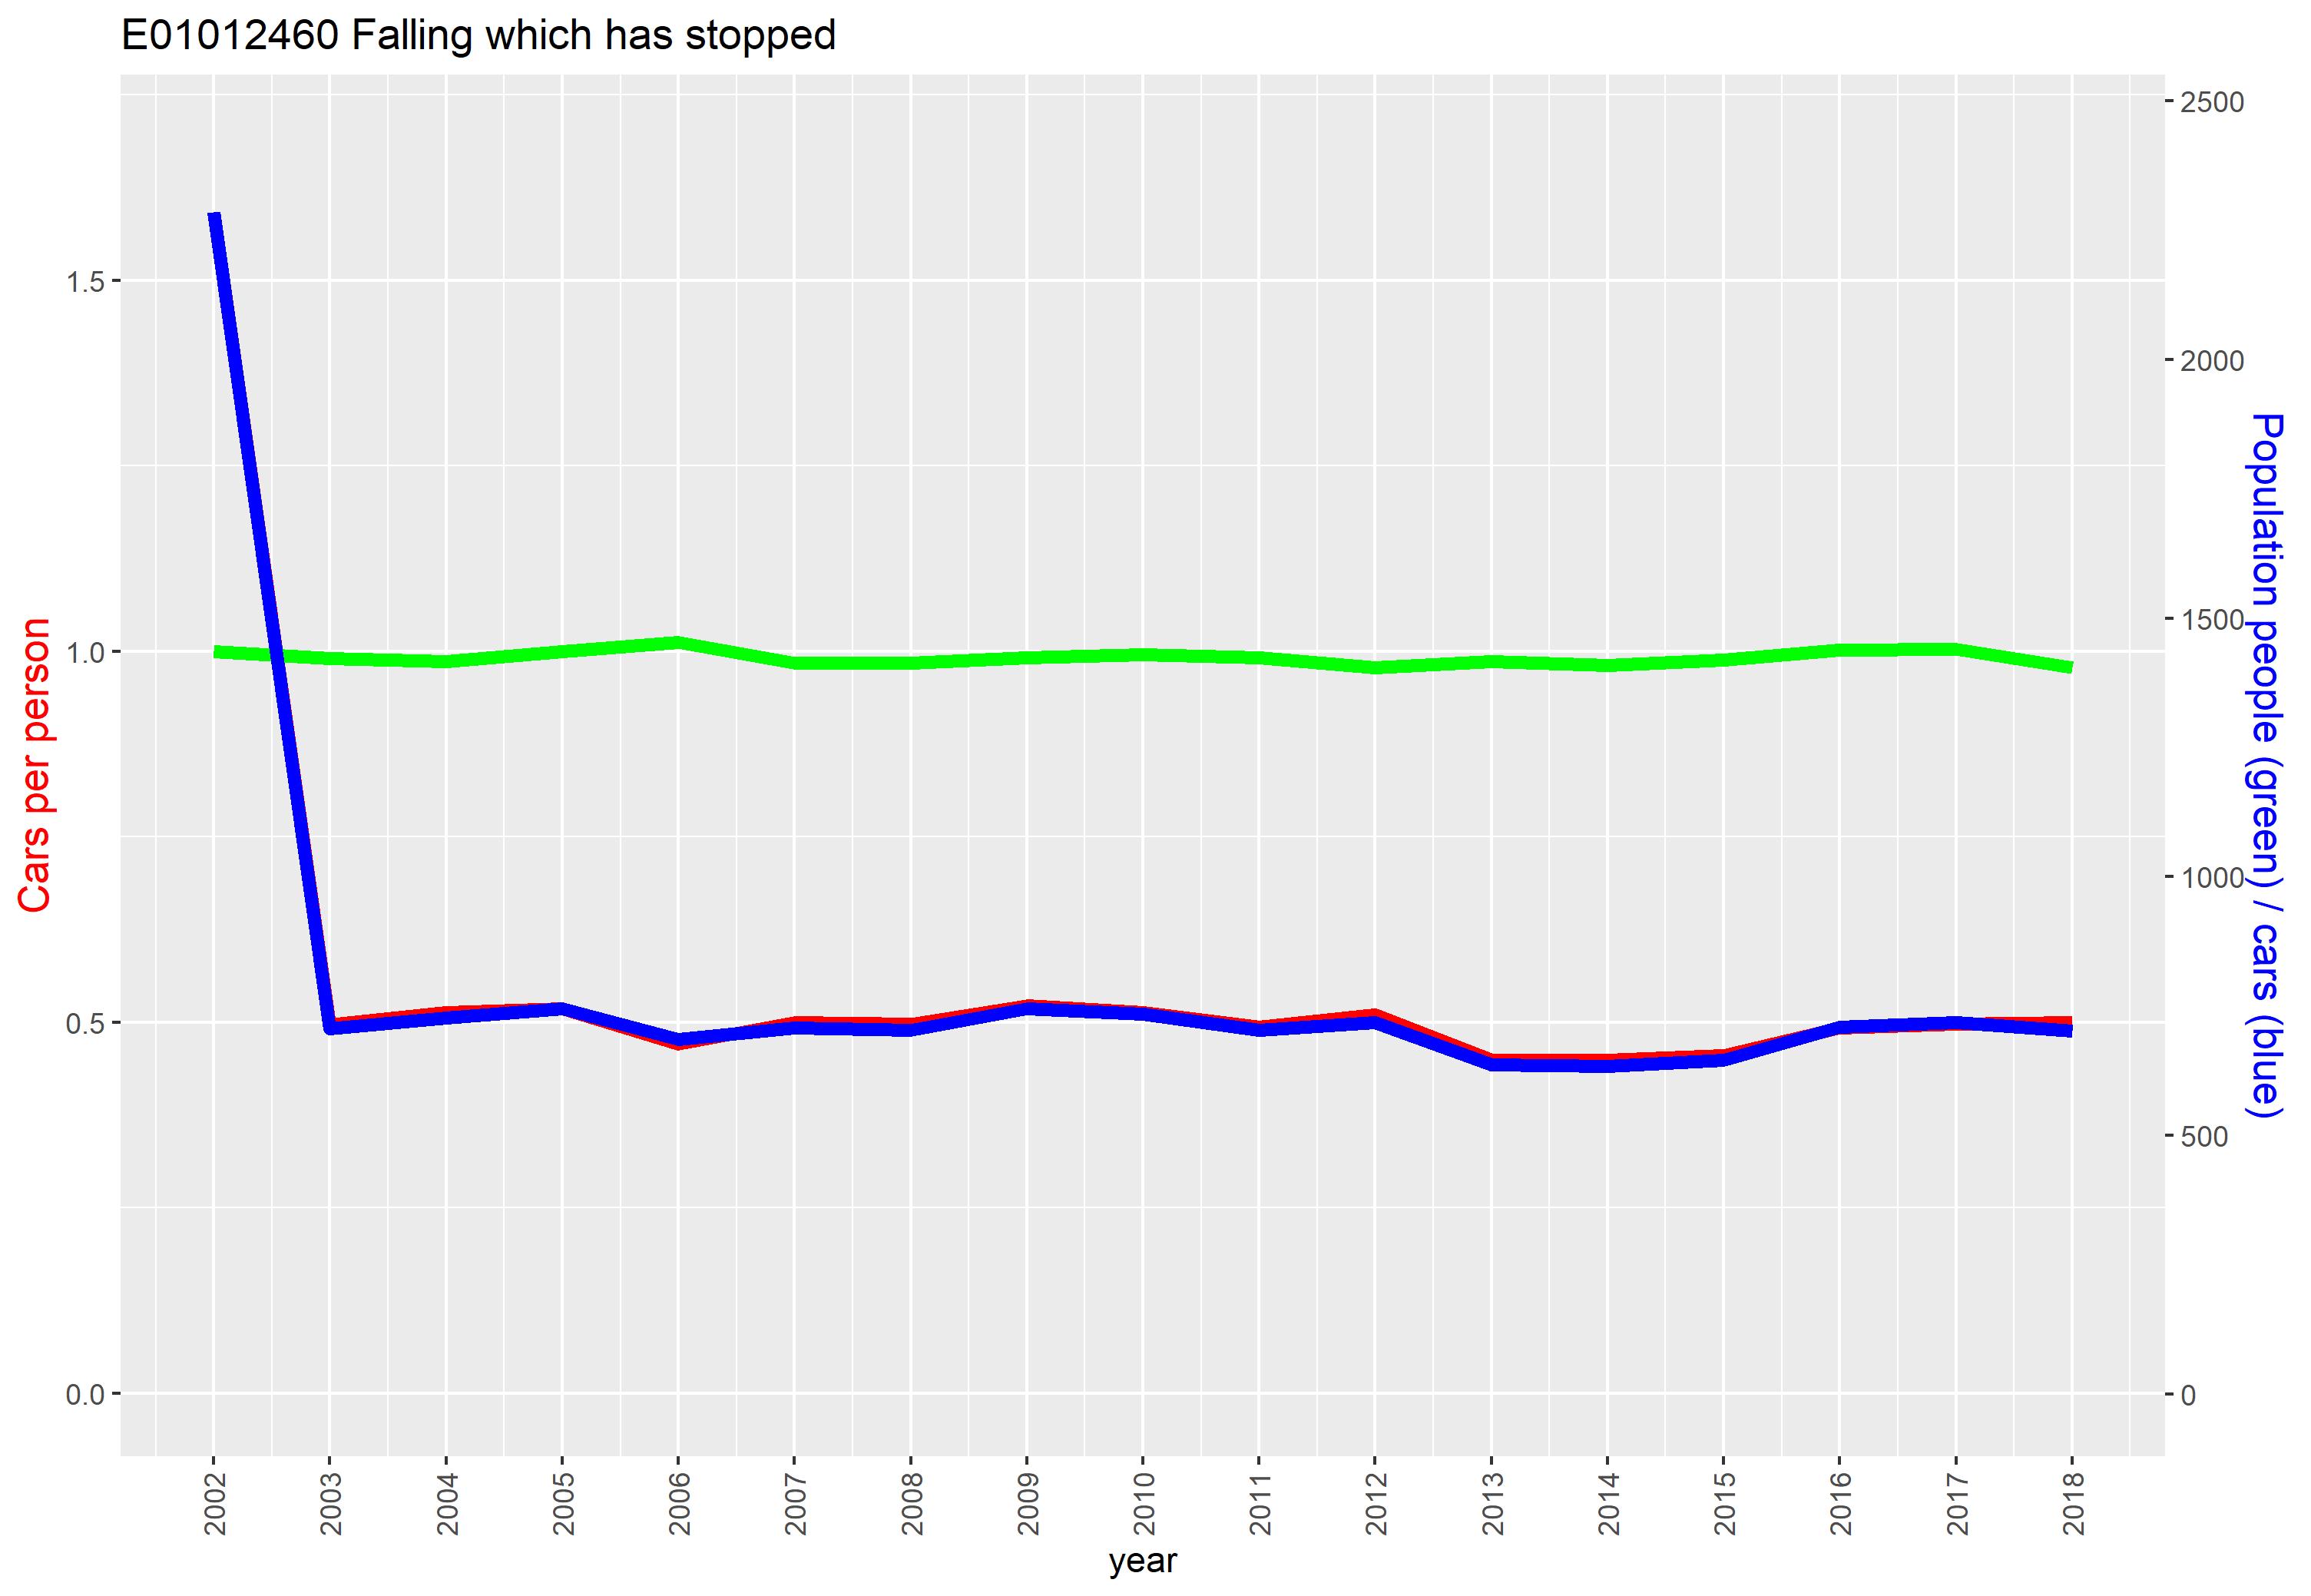 E01012460 Falling which has stopped
Cars per person
1.5
1.0
0.5
0.0
2500
2000
1500
1000
500
0
Population people (green) / cars (blue)
2002 2003 2004 2005 2006 2007 2008 2009 2010 2011 2012 2013 2014 2015 2016 2017 2018
year